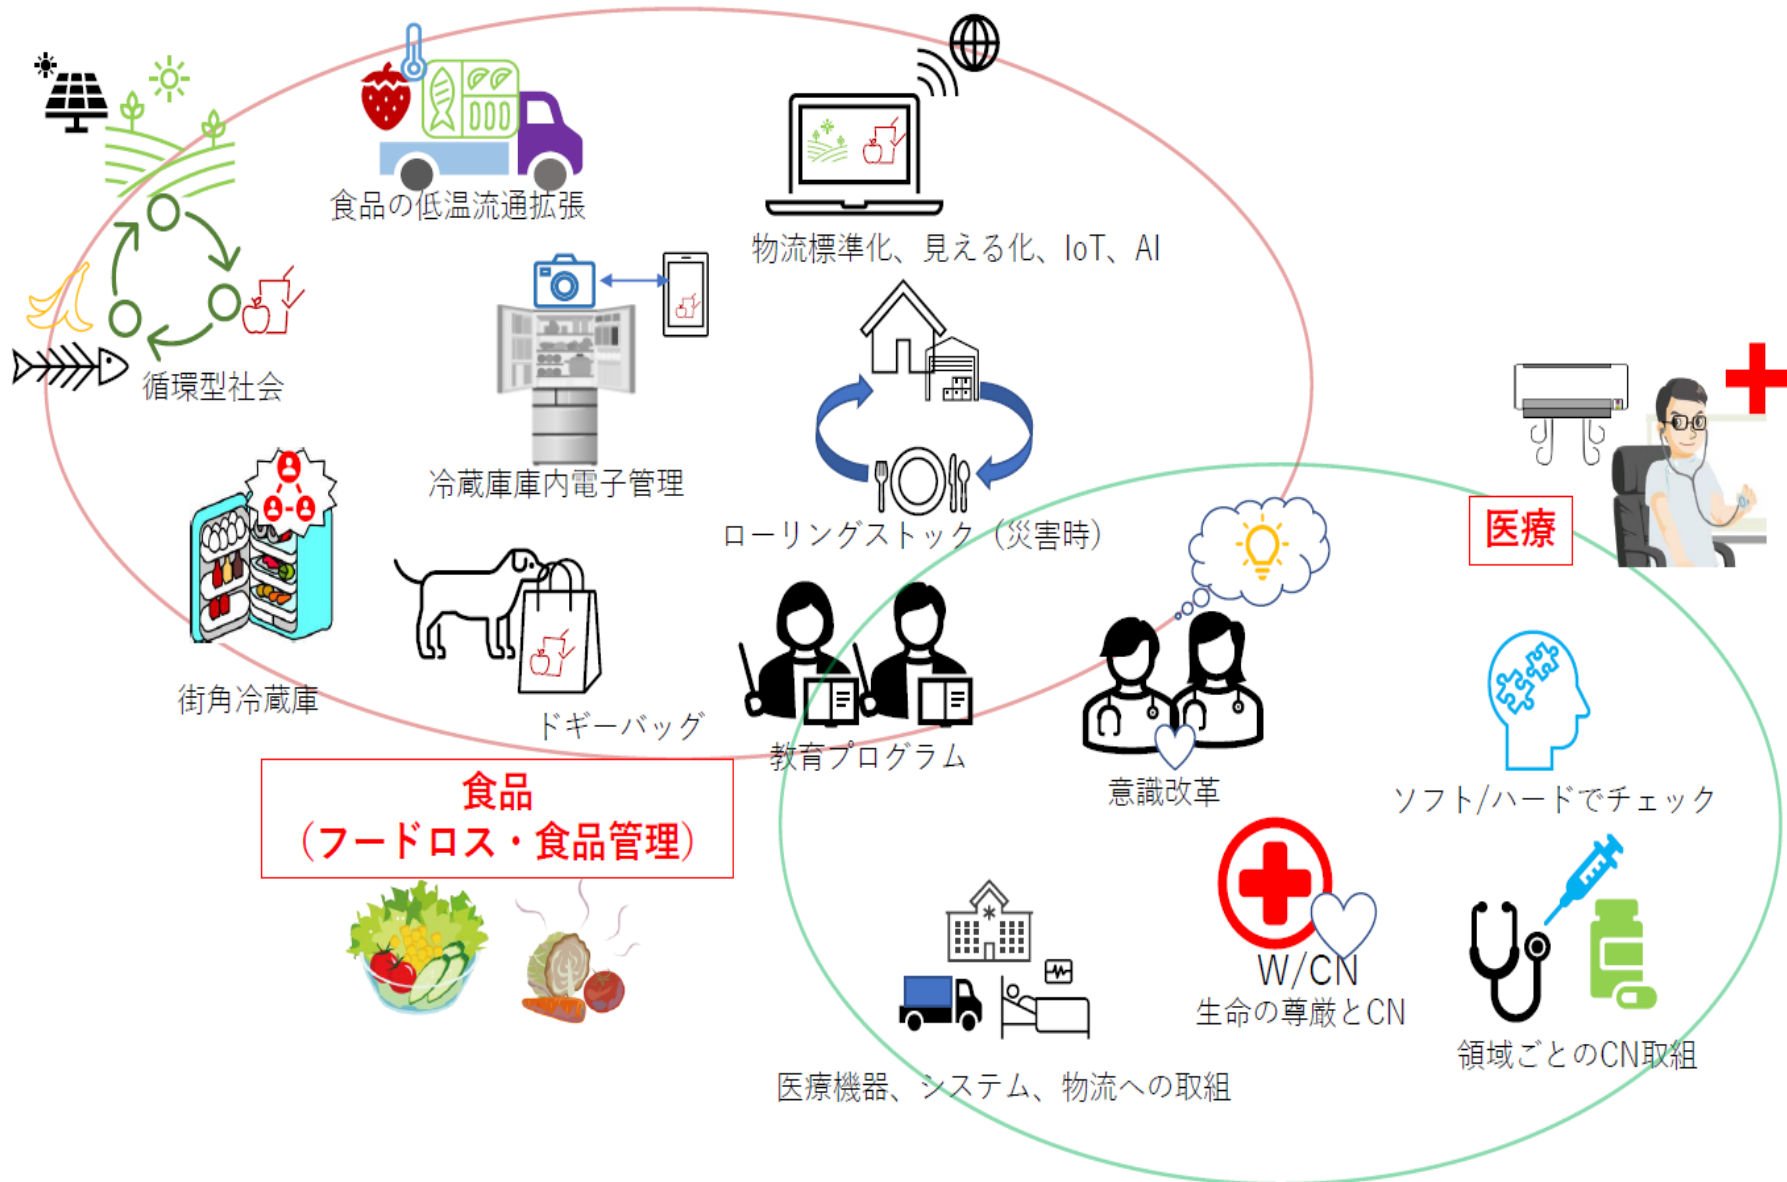 食品の低温流通拡張
物流標準化、見える化、IoT、AI
循環型社会
冷蔵庫庫内電子管理
ローリングストック（災害時）
医療
街角冷蔵庫
ドギーバッグ
教育プログラム
意識改革
ソフト/ハードでチェック
食品
（フードロス・食品管理）
W/CN
生命の尊厳とCN
領域ごとのCN取組
医療機器、システム、物流への取組